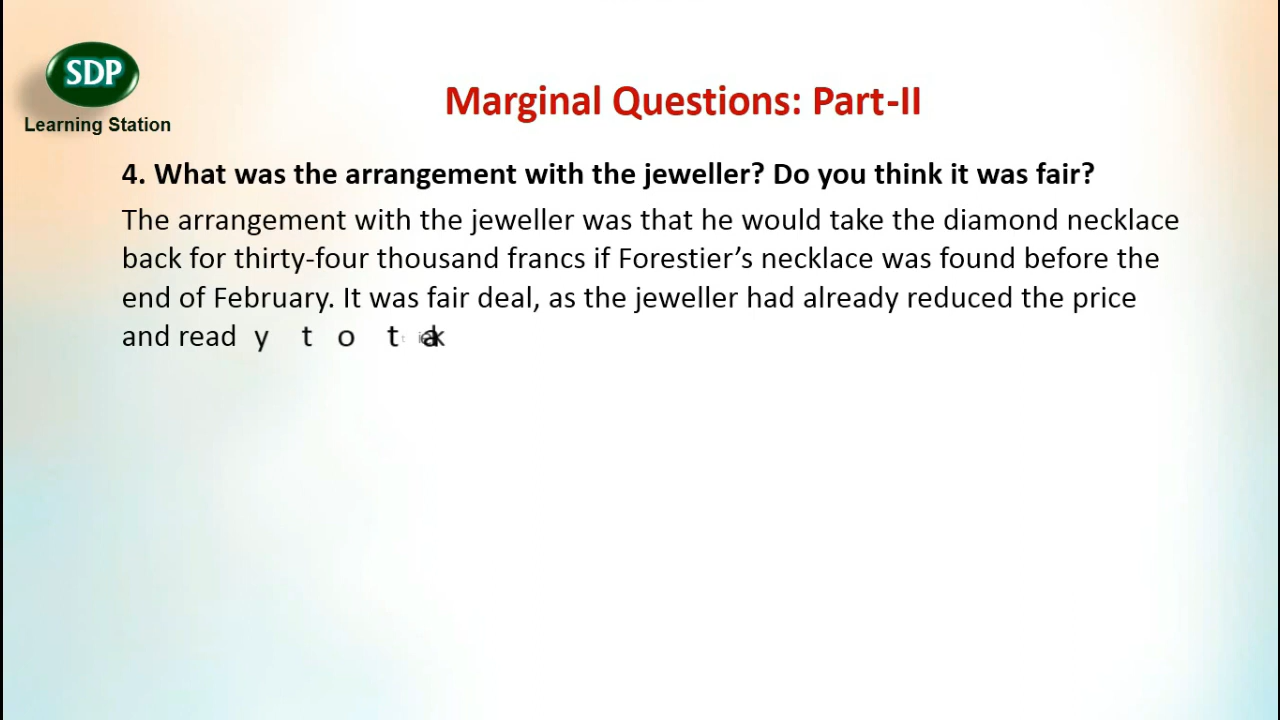 SDP
Learning Station
Marginal Questions: Part-II
4. What was the arrangement with the jeweller? Do you think it was fair?
The arrangement with the jeweller was that he would take the diamond necklace
back for thirty-four thousand francs if Forestier’s necklace was found before the
end of February. It was fair deal, as the jeweller had already reduced the price
and read y t o